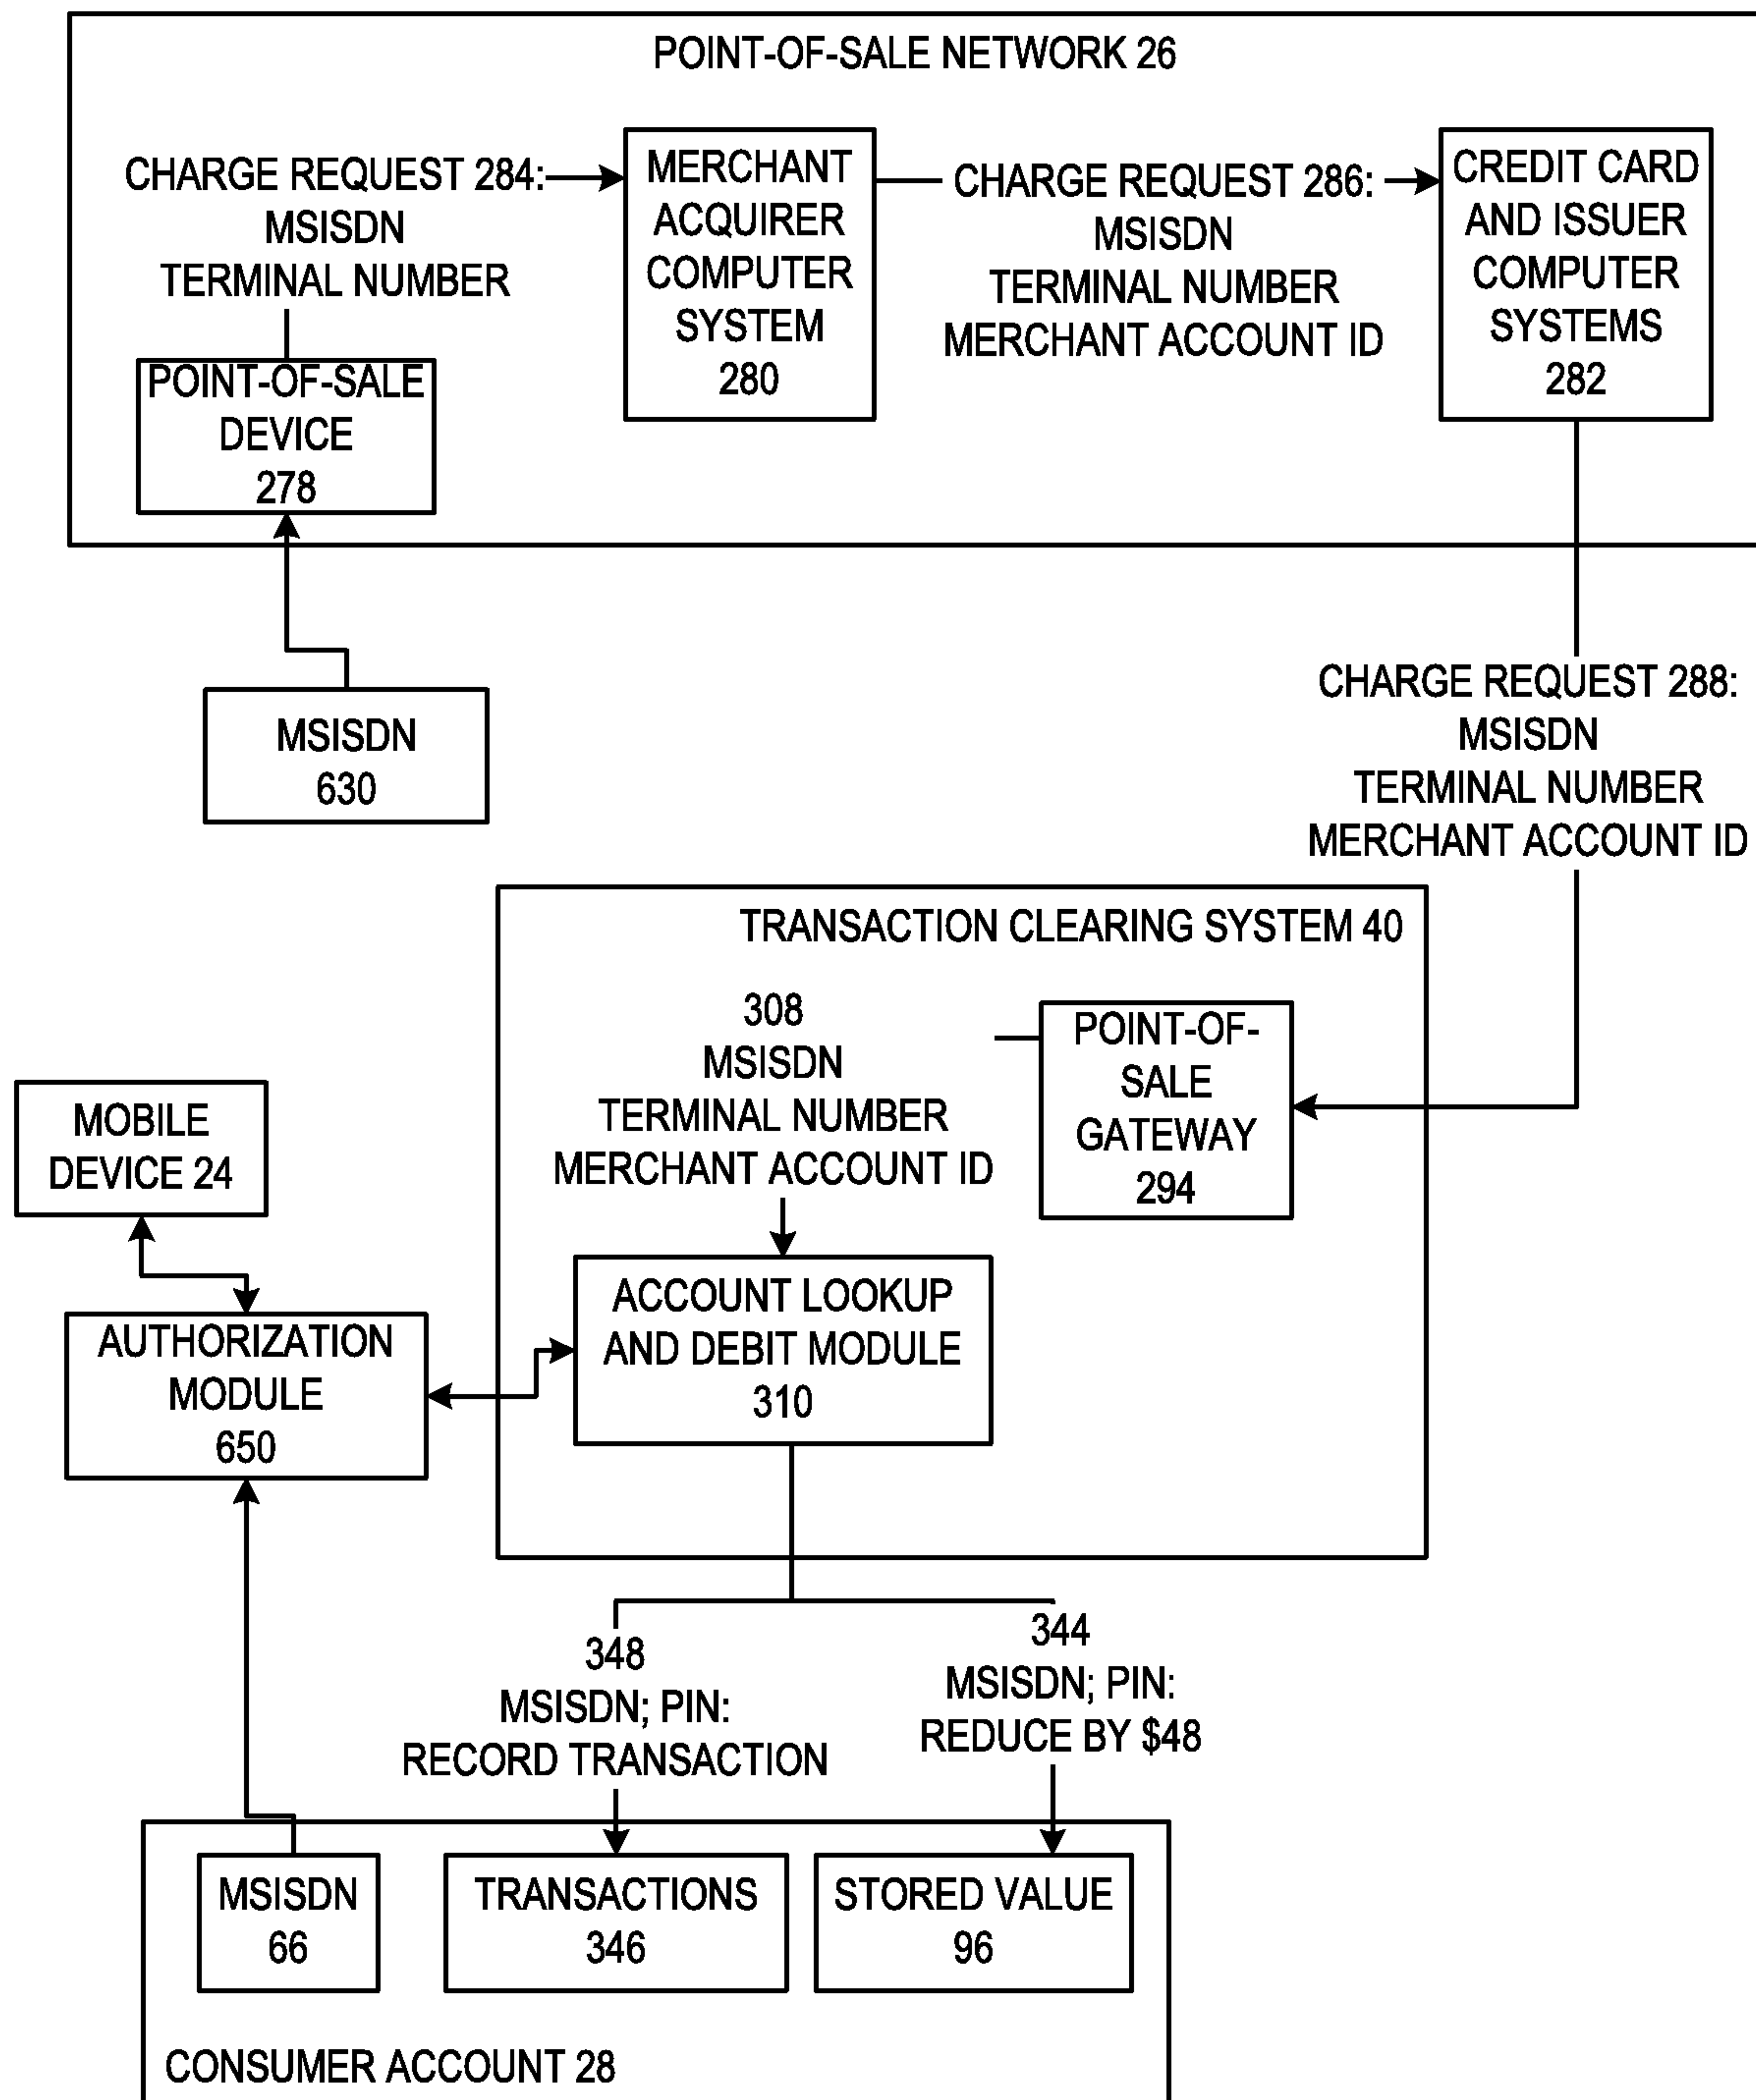 POINT-OF-SALE NETWORK 26
CHARGE REQUEST 284:
MSISDN
TERMINAL NUMBER
MERCHANT
ACQUIRER
COMPUTER
SYSTEM
280
CHARGE REQUEST 286:
MSISDN
TERMINAL NUMBER
MERCHANT ACCOUNT ID
CREDIT CARD
AND ISSUER
COMPUTER
SYSTEMS
282
POINT-OF-SALE
DEVICE
278
MSISDN
630
CHARGE REQUEST 288:
MSISDN
TERMINAL NUMBER
MERCHANT ACCOUNT ID
TRANSACTION CLEARING SYSTEM 40
308
MSISDN
TERMINAL NUMBER
MERCHANT ACCOUNT ID
POINT-OF-
SALE
GATEWAY
294
MOBILE
DEVICE 24
ACCOUNT LOOKUP
AND DEBIT MODULE
310
AUTHORIZATION
MODULE
650
348
MSISDN; PIN:
RECORD TRANSACTION
344
MSISDN; PIN:
REDUCE BY $48
MSISDN
66
TRANSACTIONS
346
STORED VALUE
96
CONSUMER ACCOUNT 28